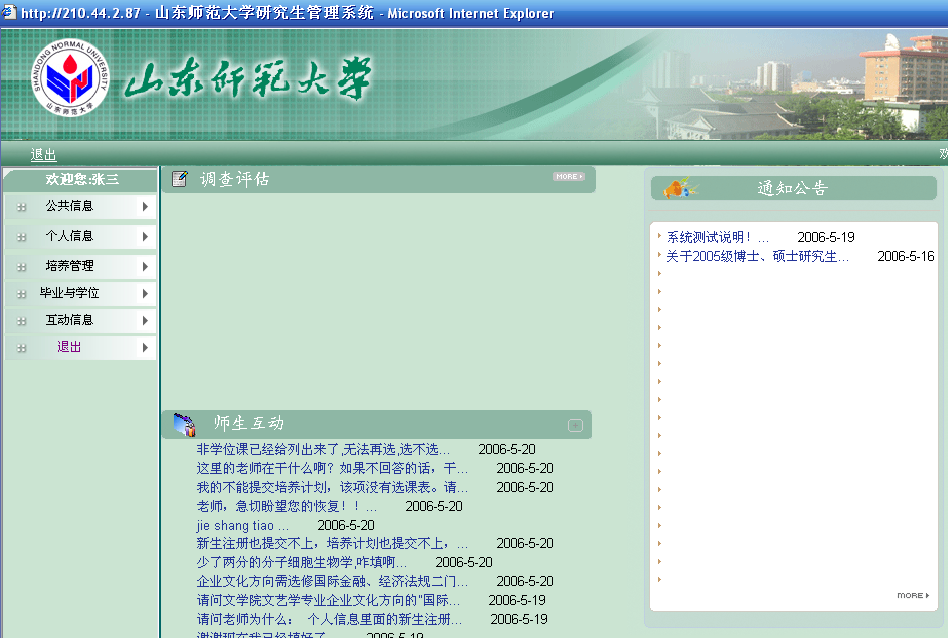 http://210.44.2.87 - 山东师范大学研究生管理系统 - Microsoft Internet Explorer
SHANDONG NORMAL UNIVERSITY
山东师范大学
山东师范大学
退出
欢迎您:张三
公共信息
个人信息
培养管理
毕业与学位
互动信息
退出
调查评估 MORE
师生互动
非学位课已经给列出来了,无法再选,选不选... 2006-5-20
这里的老师在干什么啊？如果不回答的话，干... 2006-5-20
我的不能提交培养计划，该项没有选课表。请... 2006-5-20
老师，急切盼望您的恢复！！... 2006-5-20
jie shang tiao ... 2006-5-20
新生注册也提交不上，培养计划也提交不上，... 2006-5-20
少了两分的分子细胞生物学,咋填啊... 2006-5-20
企业文化方向需选修国际金融、经济法规二门... 2006-5-20
请问文学院文艺学专业企业文化方向的"国际... 2006-5-19
请问老师为什么： 个人信息里面的新生注册... 2006-5-19
谢谢现在我已经填好了 2006-5-19
通知公告
系统测试说明！... 2006-5-19
关于2005级博士、硕士研究生... 2006-5-16
MORE